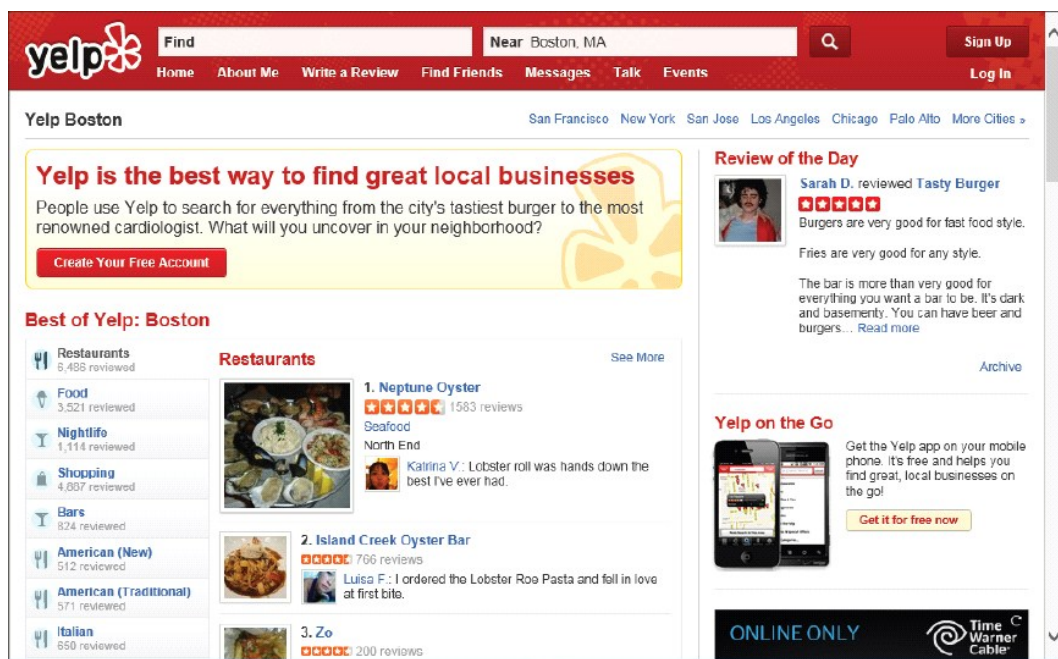 yelp
Find
Near Boston, MA
Sign Up
Home About Me Write a Review Find Friends Messages Talk Events
Log In
Yelp Boston
San Francisco New York San Jose Los Angeles Chicago Palo Alto More Cities »
Yelp is the best way to find great local businesses
People use Yelp to search for everything from the city's tastiest burger to the most
renowned cardiologist. What will you uncover in your neighborhood?
Create Your Free Account
Best of Yelp: Boston
Restaurants
6,486 reviewed
Food
3,521 reviewed
Nightlife
1,114 reviewed
Shopping
4,687 reviewed
Bars
824 reviewed
American (New)
512 reviewed
American (Traditional)
571 reviewed
Italian
650 reviewed
Restaurants
See More
1. Neptune Oyster
1583 reviews
Seafood
North End
Katrina V.: Lobster roll was hands down the
best I've ever had.
2. Island Creek Oyster Bar
766 reviews
Luisa F.: I ordered the Lobster Roe Pasta and fell in love
at first bite.
3. Zo
200 reviews
Review of the Day
Sarah D. reviewed Tasty Burger
Burgers are very good for fast food style.
Fries are very good for any style.
The bar is more than very good for
everything you want a bar to be. It's dark
and basementy. You can have beer and
burgers... Read more
Archive
Yelp on the Go
Get the Yelp app on your mobile
phone. It's free and helps you
find great, local businesses on
the go!
Get it for free now
ONLINE ONLY
Time
Warner
Cable